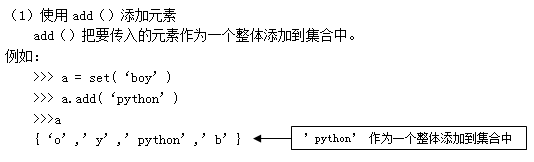 （1）使用 add（）添加元素
add（）把要传入的元素作为一个整体添加到集合中。
例如：
>>> a = set(‘boy’)
>>> a.add(‘python’)
>>>a
{‘o’,’y’,’python’,’b’}
’python’ 作为一个整体添加到集合中